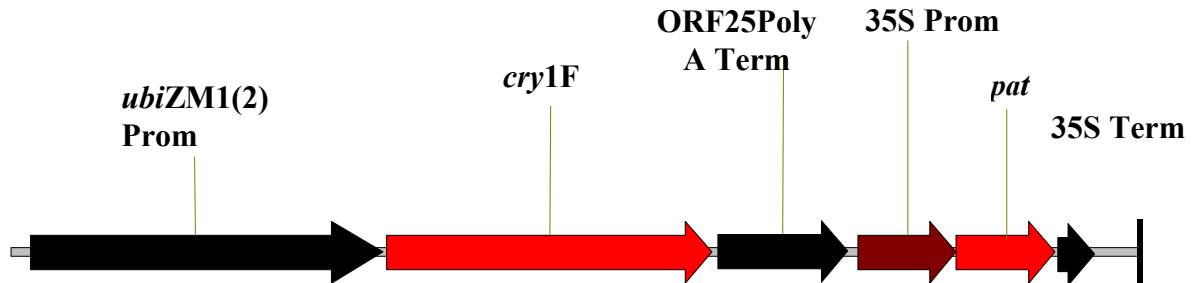 ubiZM1(2)
Prom
cry1F
ORF25Poly
A Term
35S Prom
pat
35S Term